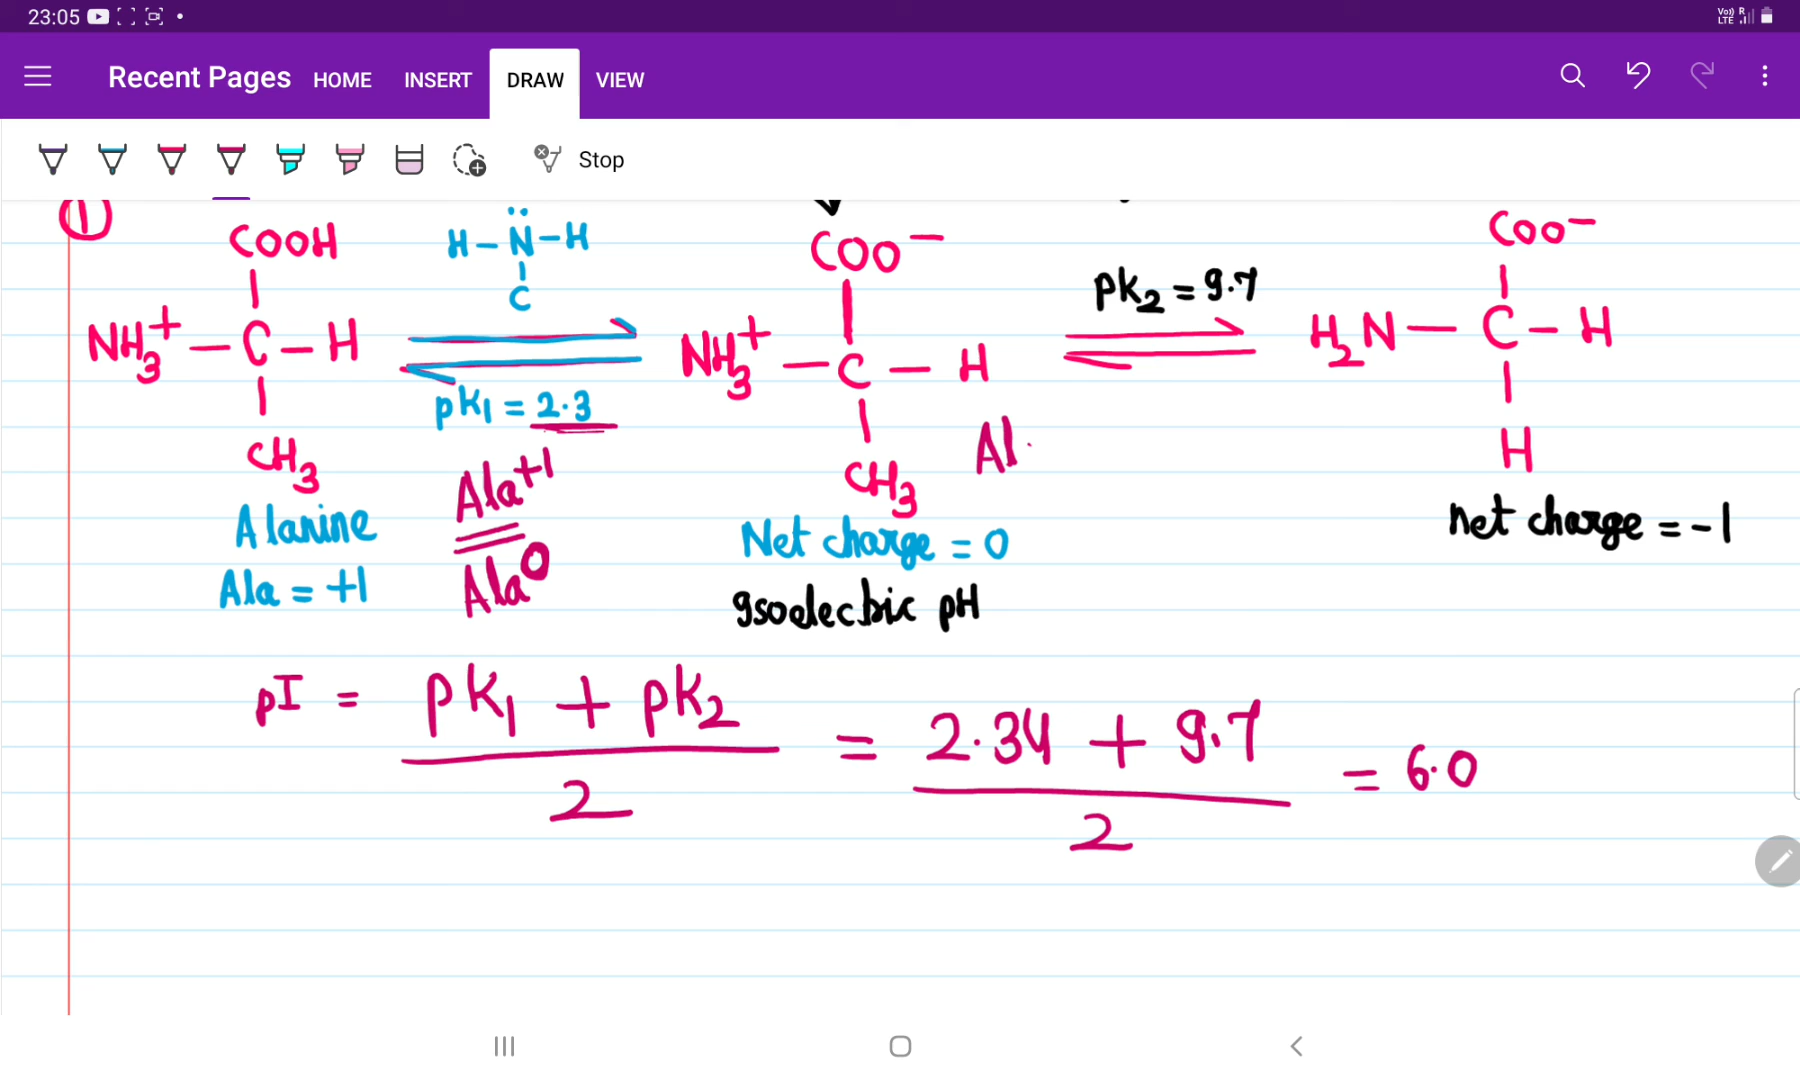 23:05
Vo)) R
LTE
Recent Pages HOME INSERT DRAW VIEW
Stop
1
COOH
H – N̈ – H
C
NH3+ – C – H
CH3
pK1 = 2.3
Alanine
Ala = +1
Ala+1
Ala0
COO–
NH3+ – C – H
CH3
Al
Net charge = 0
Isoelectric pH
pK2 = 9.7
COO–
H2N – C – H
H
net charge = -1
pI = pK1 + pK2 / 2 = 2.34 + 9.7 / 2 = 6.0